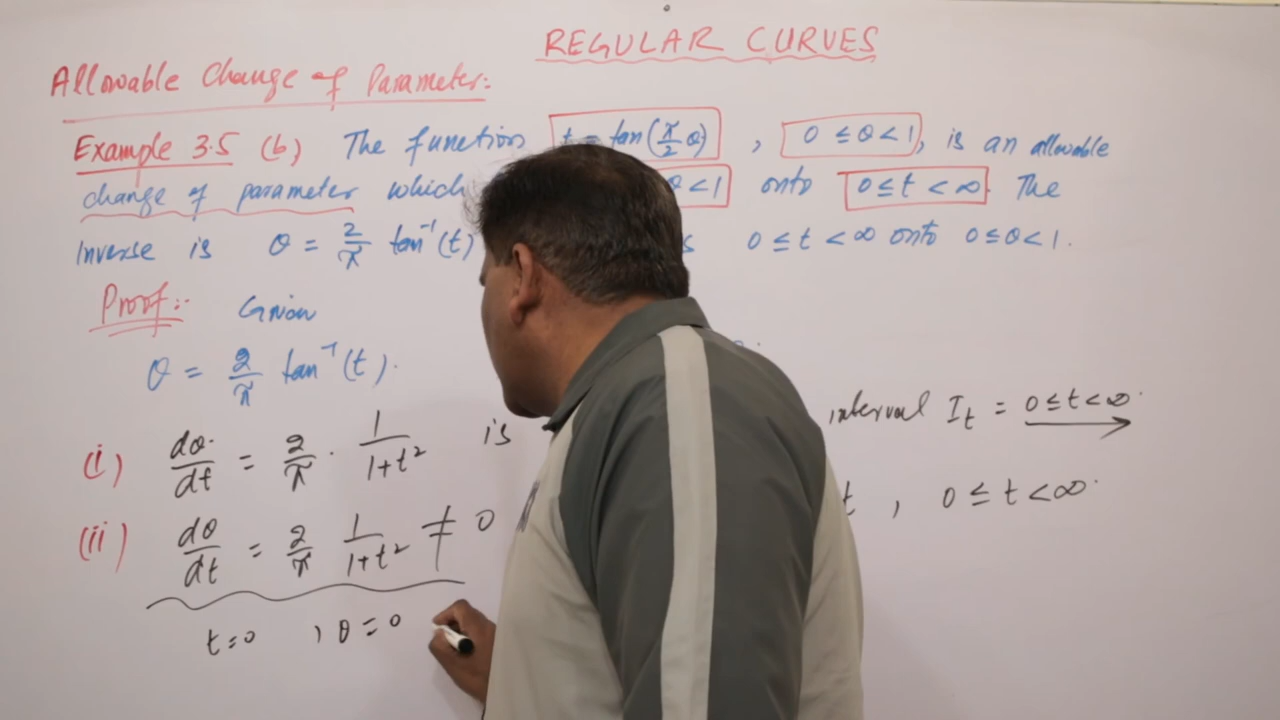 REGULAR CURVES
Allowable Change of Parameter:
Example 3.5 (b) The function t = tan(π/2 θ) , 0 ≤ θ < 1, is an allowable
change of parameter which θ < 1 onto 0 ≤ t < ∞. The
Inverse is θ = 2/π tan⁻¹(t) 0 ≤ t < ∞ onto 0 ≤ θ < 1.
Proof:- Given
θ = 2/π tan⁻¹(t).
(i) dθ/dt = 2/π · 1/(1+t²) is interval I_t = 0 ≤ t < ∞.
(ii) dθ/dt = 2/π 1/(1+t²) ≠ 0 t , 0 ≤ t < ∞.
t = 0 , θ = 0